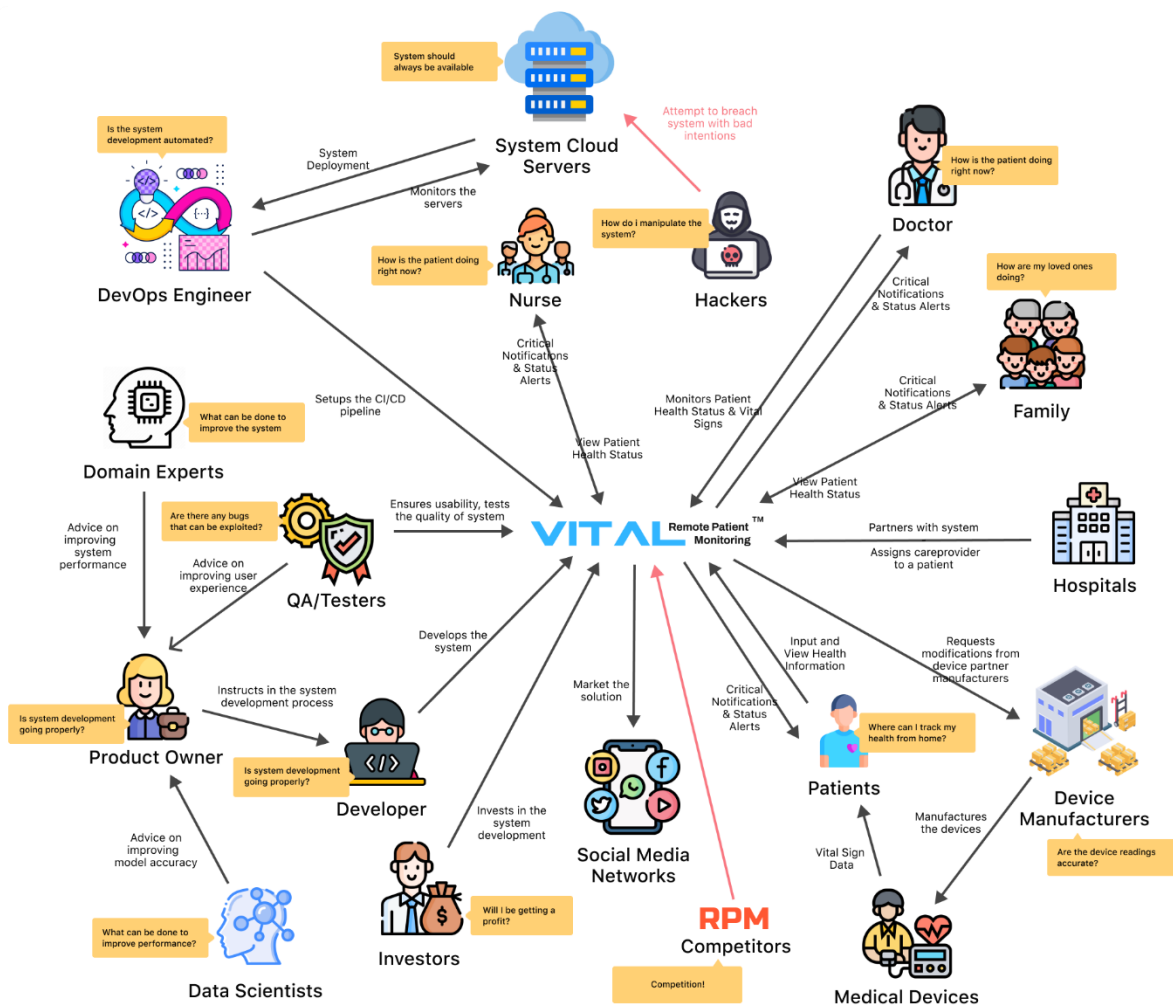 System should
always be available
System Cloud
Servers
Attempt to breach
system with bad
intentions
Is the system
development automated?
</>
{...}
DevOps Engineer
System
Deployment
Monitors the
servers
How is the patient doing
right now?
Nurse
How do i manipulate the
system?
Hackers
How is the patient doing
right now?
Doctor
Critical
Notifications
& Status Alerts
How are my loved ones
doing?
Family
Critical
Notifications
& Status
Alerts
Setups the CI/CD
pipeline
Monitors Patient
Health Status & Vital
Signs
Critical
Notifications
& Status Alerts
What can be done to
improve the system
Domain Experts
View Patient
Health Status
View Patient
Health Status
Are there any bugs
that can be exploited?
QA/Testers
Ensures usability, tests
the quality of system
VITAL Remote Patient
Monitoring ™
Partners with system
Assigns careprovider
to a patient
Hospitals
Advice on
improving
system
performance
Advice on
improving user
experience
Develops the
system
Input and
View Health
Information
Requests
modifications from
device partner
manufacturers
Is system development
going properly?
Product Owner
Instructs in the system
development process
</>
Is system development
going properly?
Developer
Market the
solution
Critical
Notifications
& Status
Alerts
Where can I track my
health from home?
Patients
Device
Manufacturers
Are the device readings
accurate?
Advice on
improving
model accuracy
Invests in the
system
development
Social Media
Networks
Vital Sign
Data
Manufactures
the devices
What can be done to
improve performance?
Data Scientists
$
Will I be getting a
profit?
Investors
RPM
Competitors
Competition!
Medical Devices